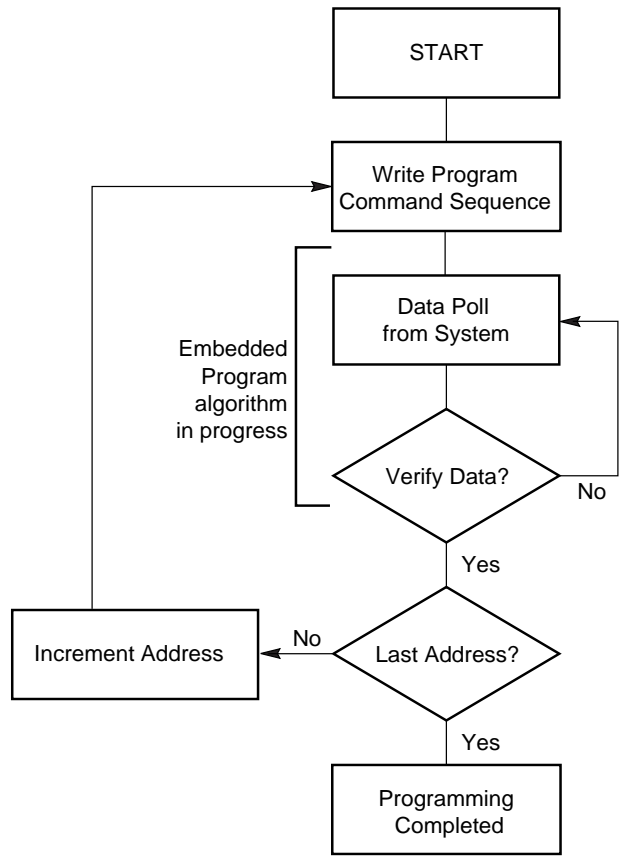 START
Write Program
Command Sequence
Data Poll
from System
Embedded
Program
algorithm
in progress
Verify Data?
No
Yes
Increment Address
No
Last Address?
Yes
Programming
Completed